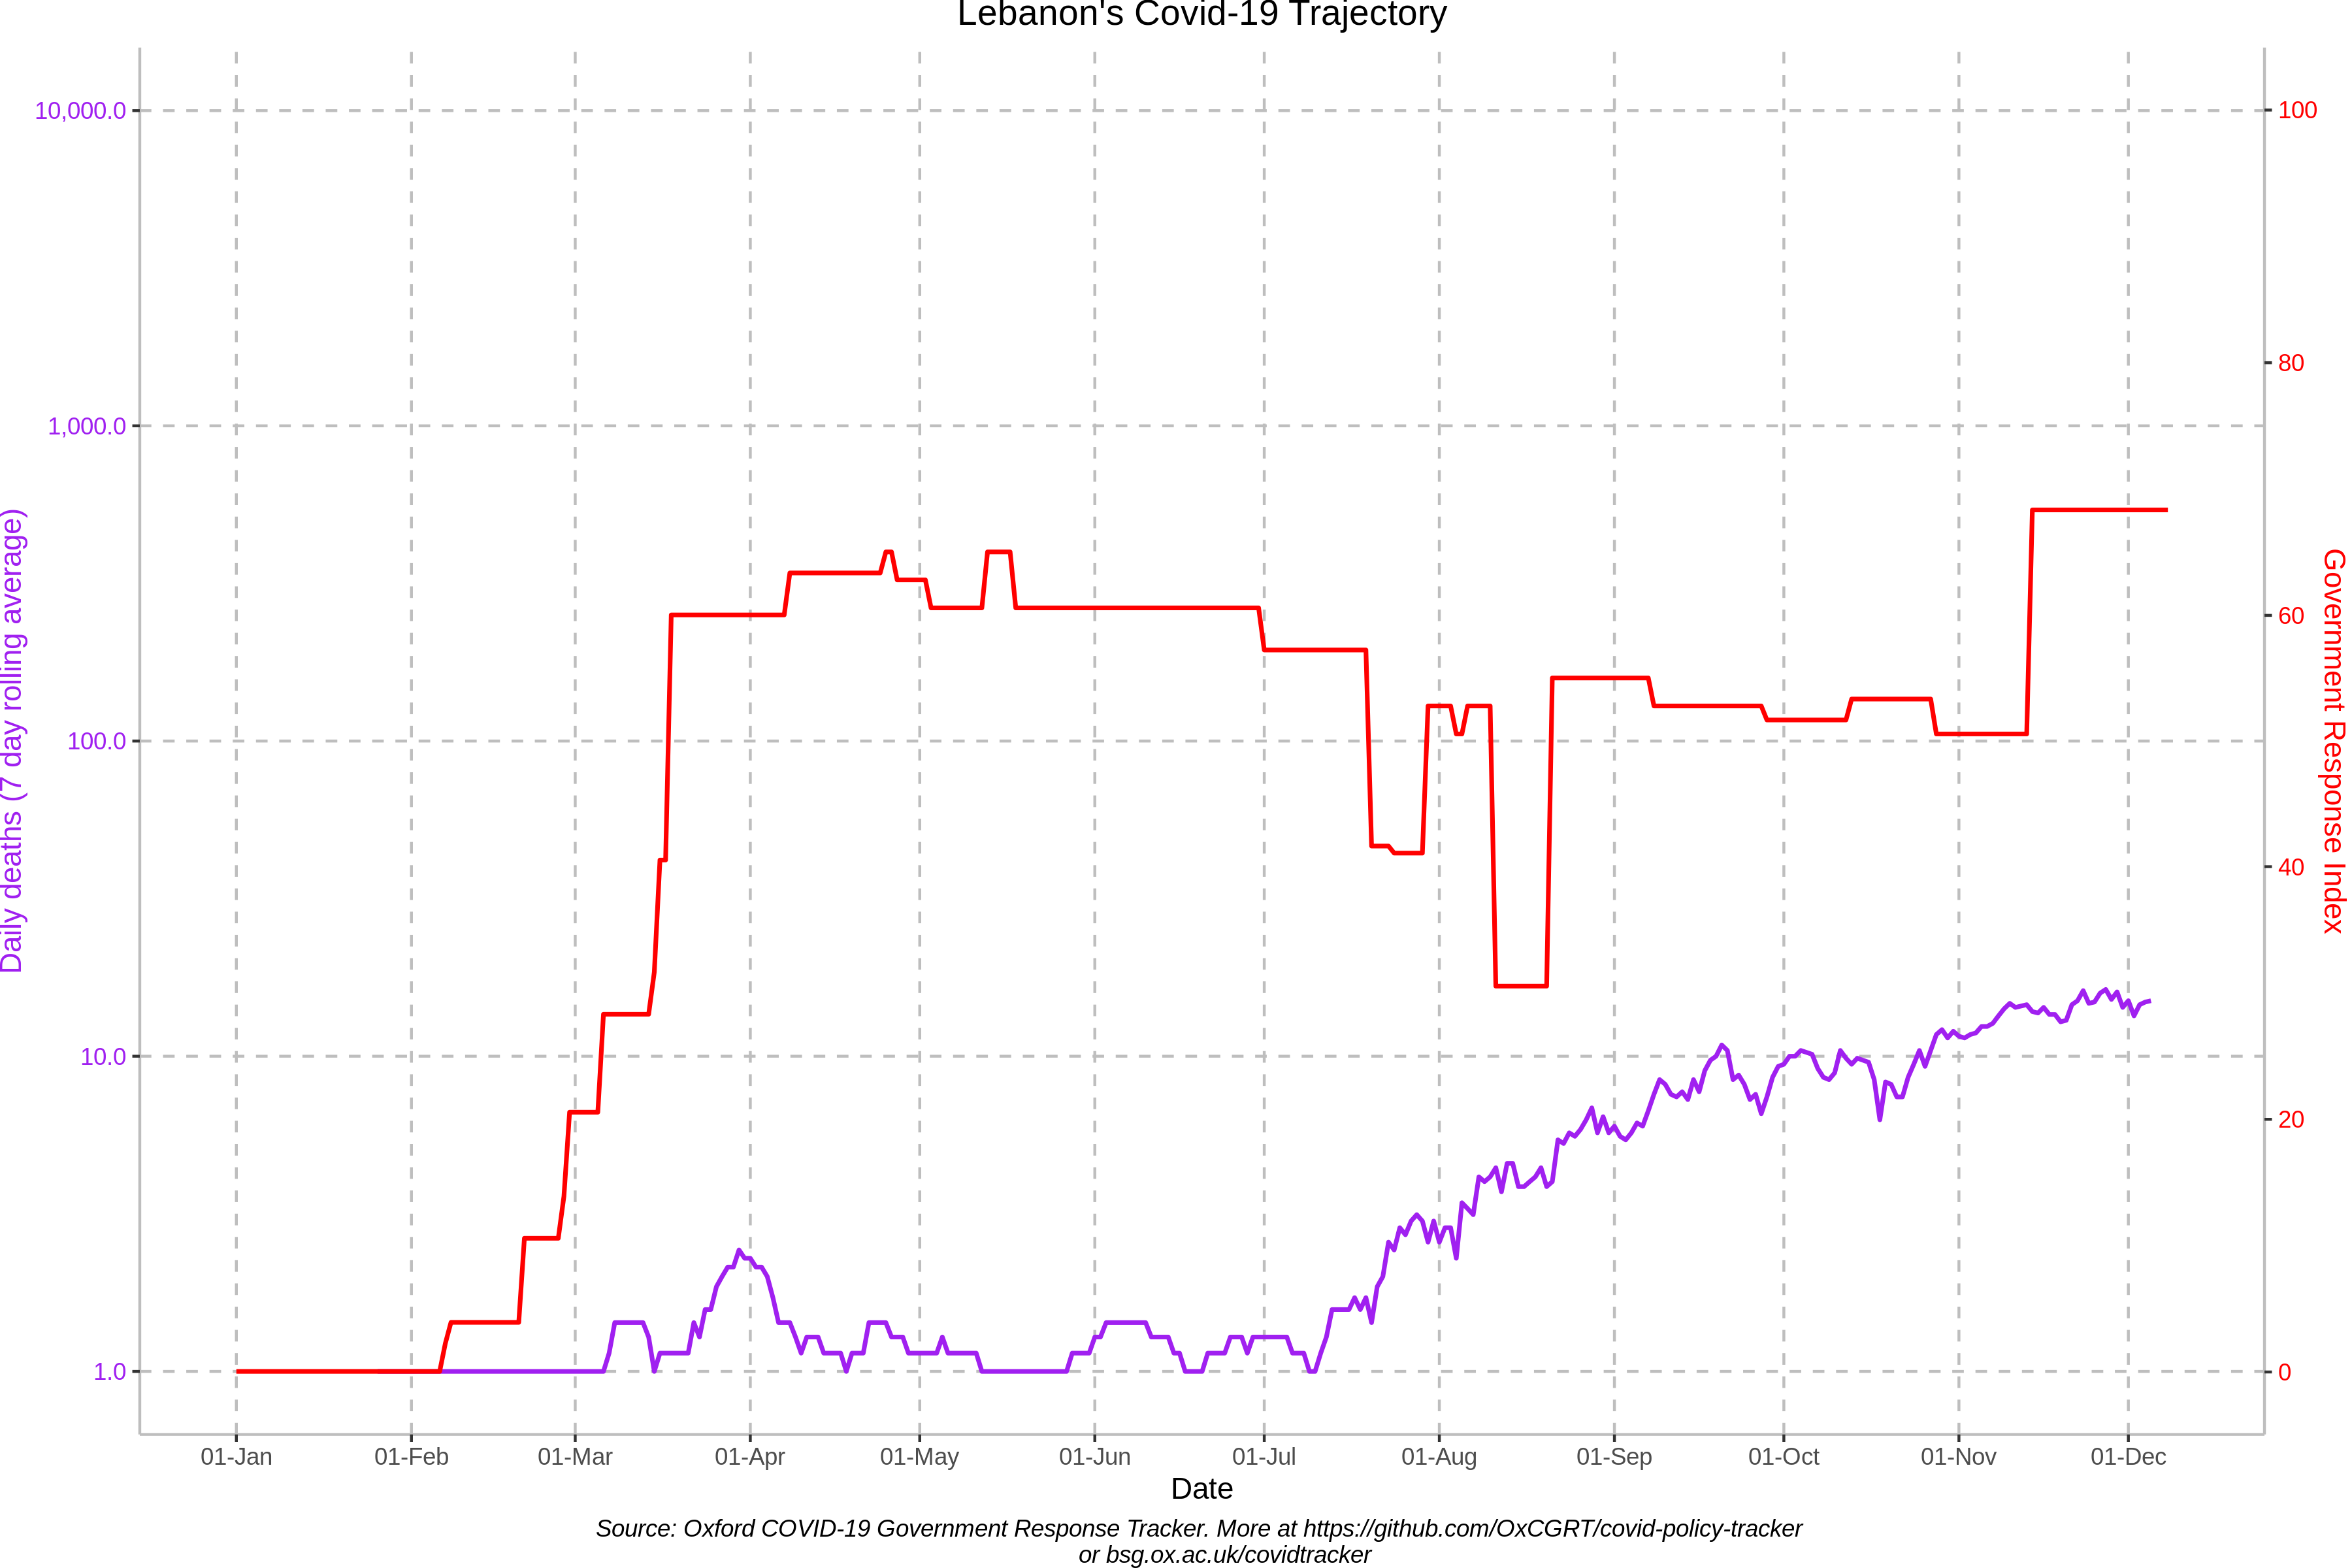 Lebanon's Covid-19 Trajectory
10,000.0
1,000.0
100.0
10.0
1.0
Daily deaths (7 day rolling average)
100
80
60
40
20
0
Government Response Index
01-Jan 01-Feb 01-Mar 01-Apr 01-May 01-Jun 01-Jul 01-Aug 01-Sep 01-Oct 01-Nov 01-Dec
Date
Source: Oxford COVID-19 Government Response Tracker. More at https://github.com/OxCGRT/covid-policy-tracker
or bsg.ox.ac.uk/covidtracker